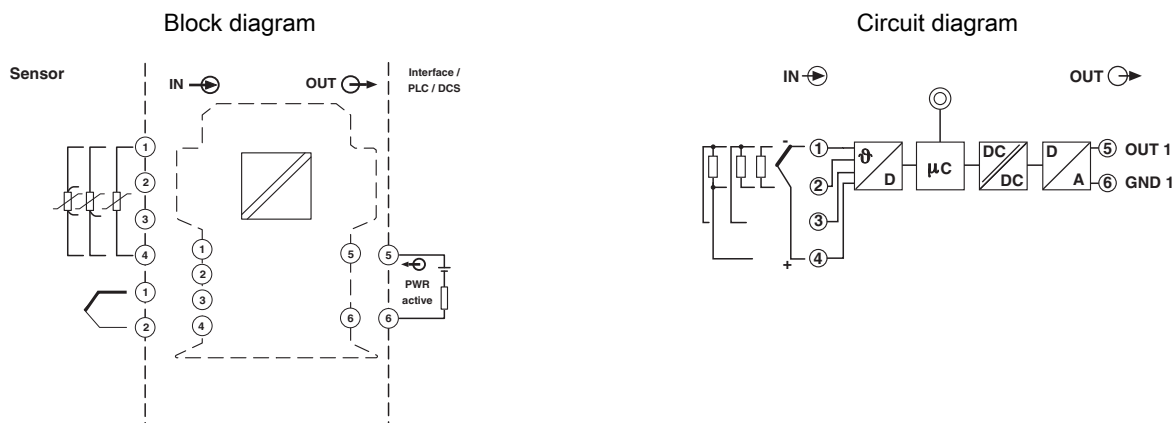 Block diagram
Sensor
IN
OUT
Interface /
PLC / DCS
1
2
3
4
1
2
1
2
3
4
5
6
5
PWR
active
6
Circuit diagram
IN
OUT
-
1
2
3
4
+
ϑ
D
μC
DC
DC
D
A
5 OUT 1
6 GND 1